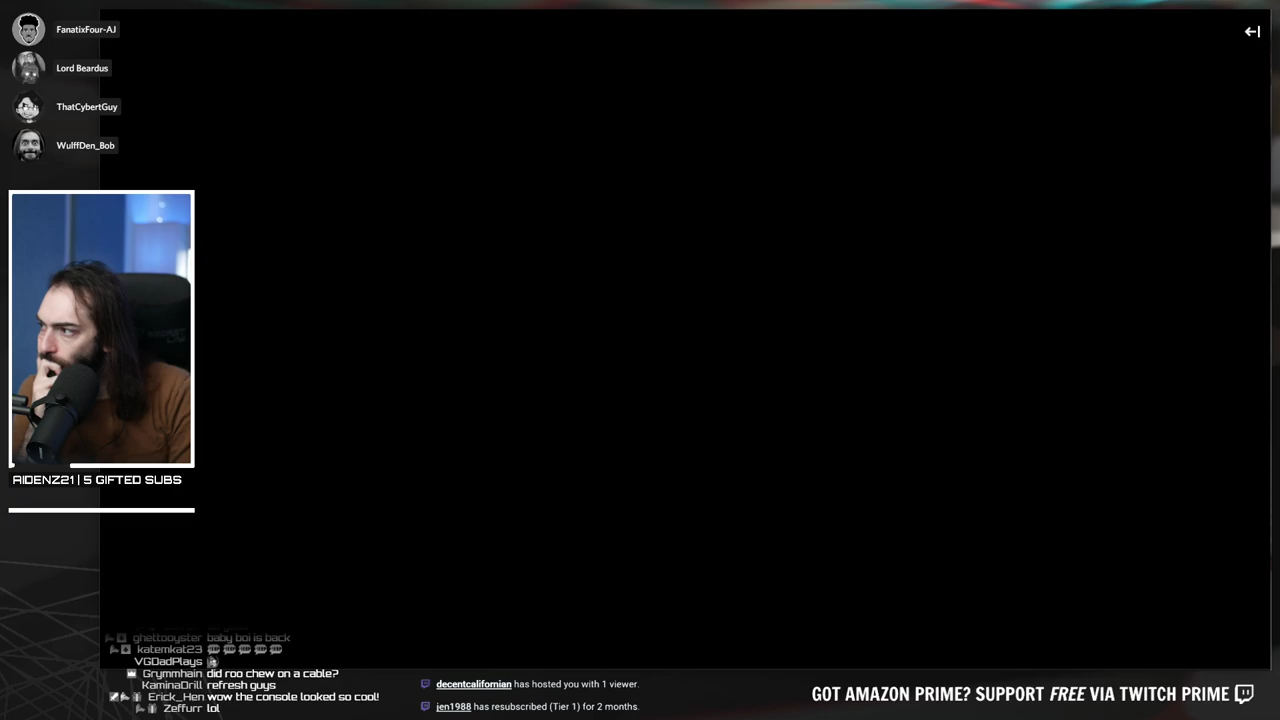 FanatixFour-AJ
Lord Beardus
ThatCybertGuy
WulffDen_Bob
AIDENZ21 | 5 GIFTED SUBS
ghettooyster baby boi is back
katemkat23
VGDadPlays
Grymmhain did roo chew on a cable?
KaminaDrill refresh guys
Erick_Hen wow the console looked so cool!
Zeffurr lol
decentcalifornian has hosted you with 1 viewer.
jen1988 has resubscribed (Tier 1) for 2 months.
GOT AMAZON PRIME? SUPPORT FREE VIA TWITCH PRIME